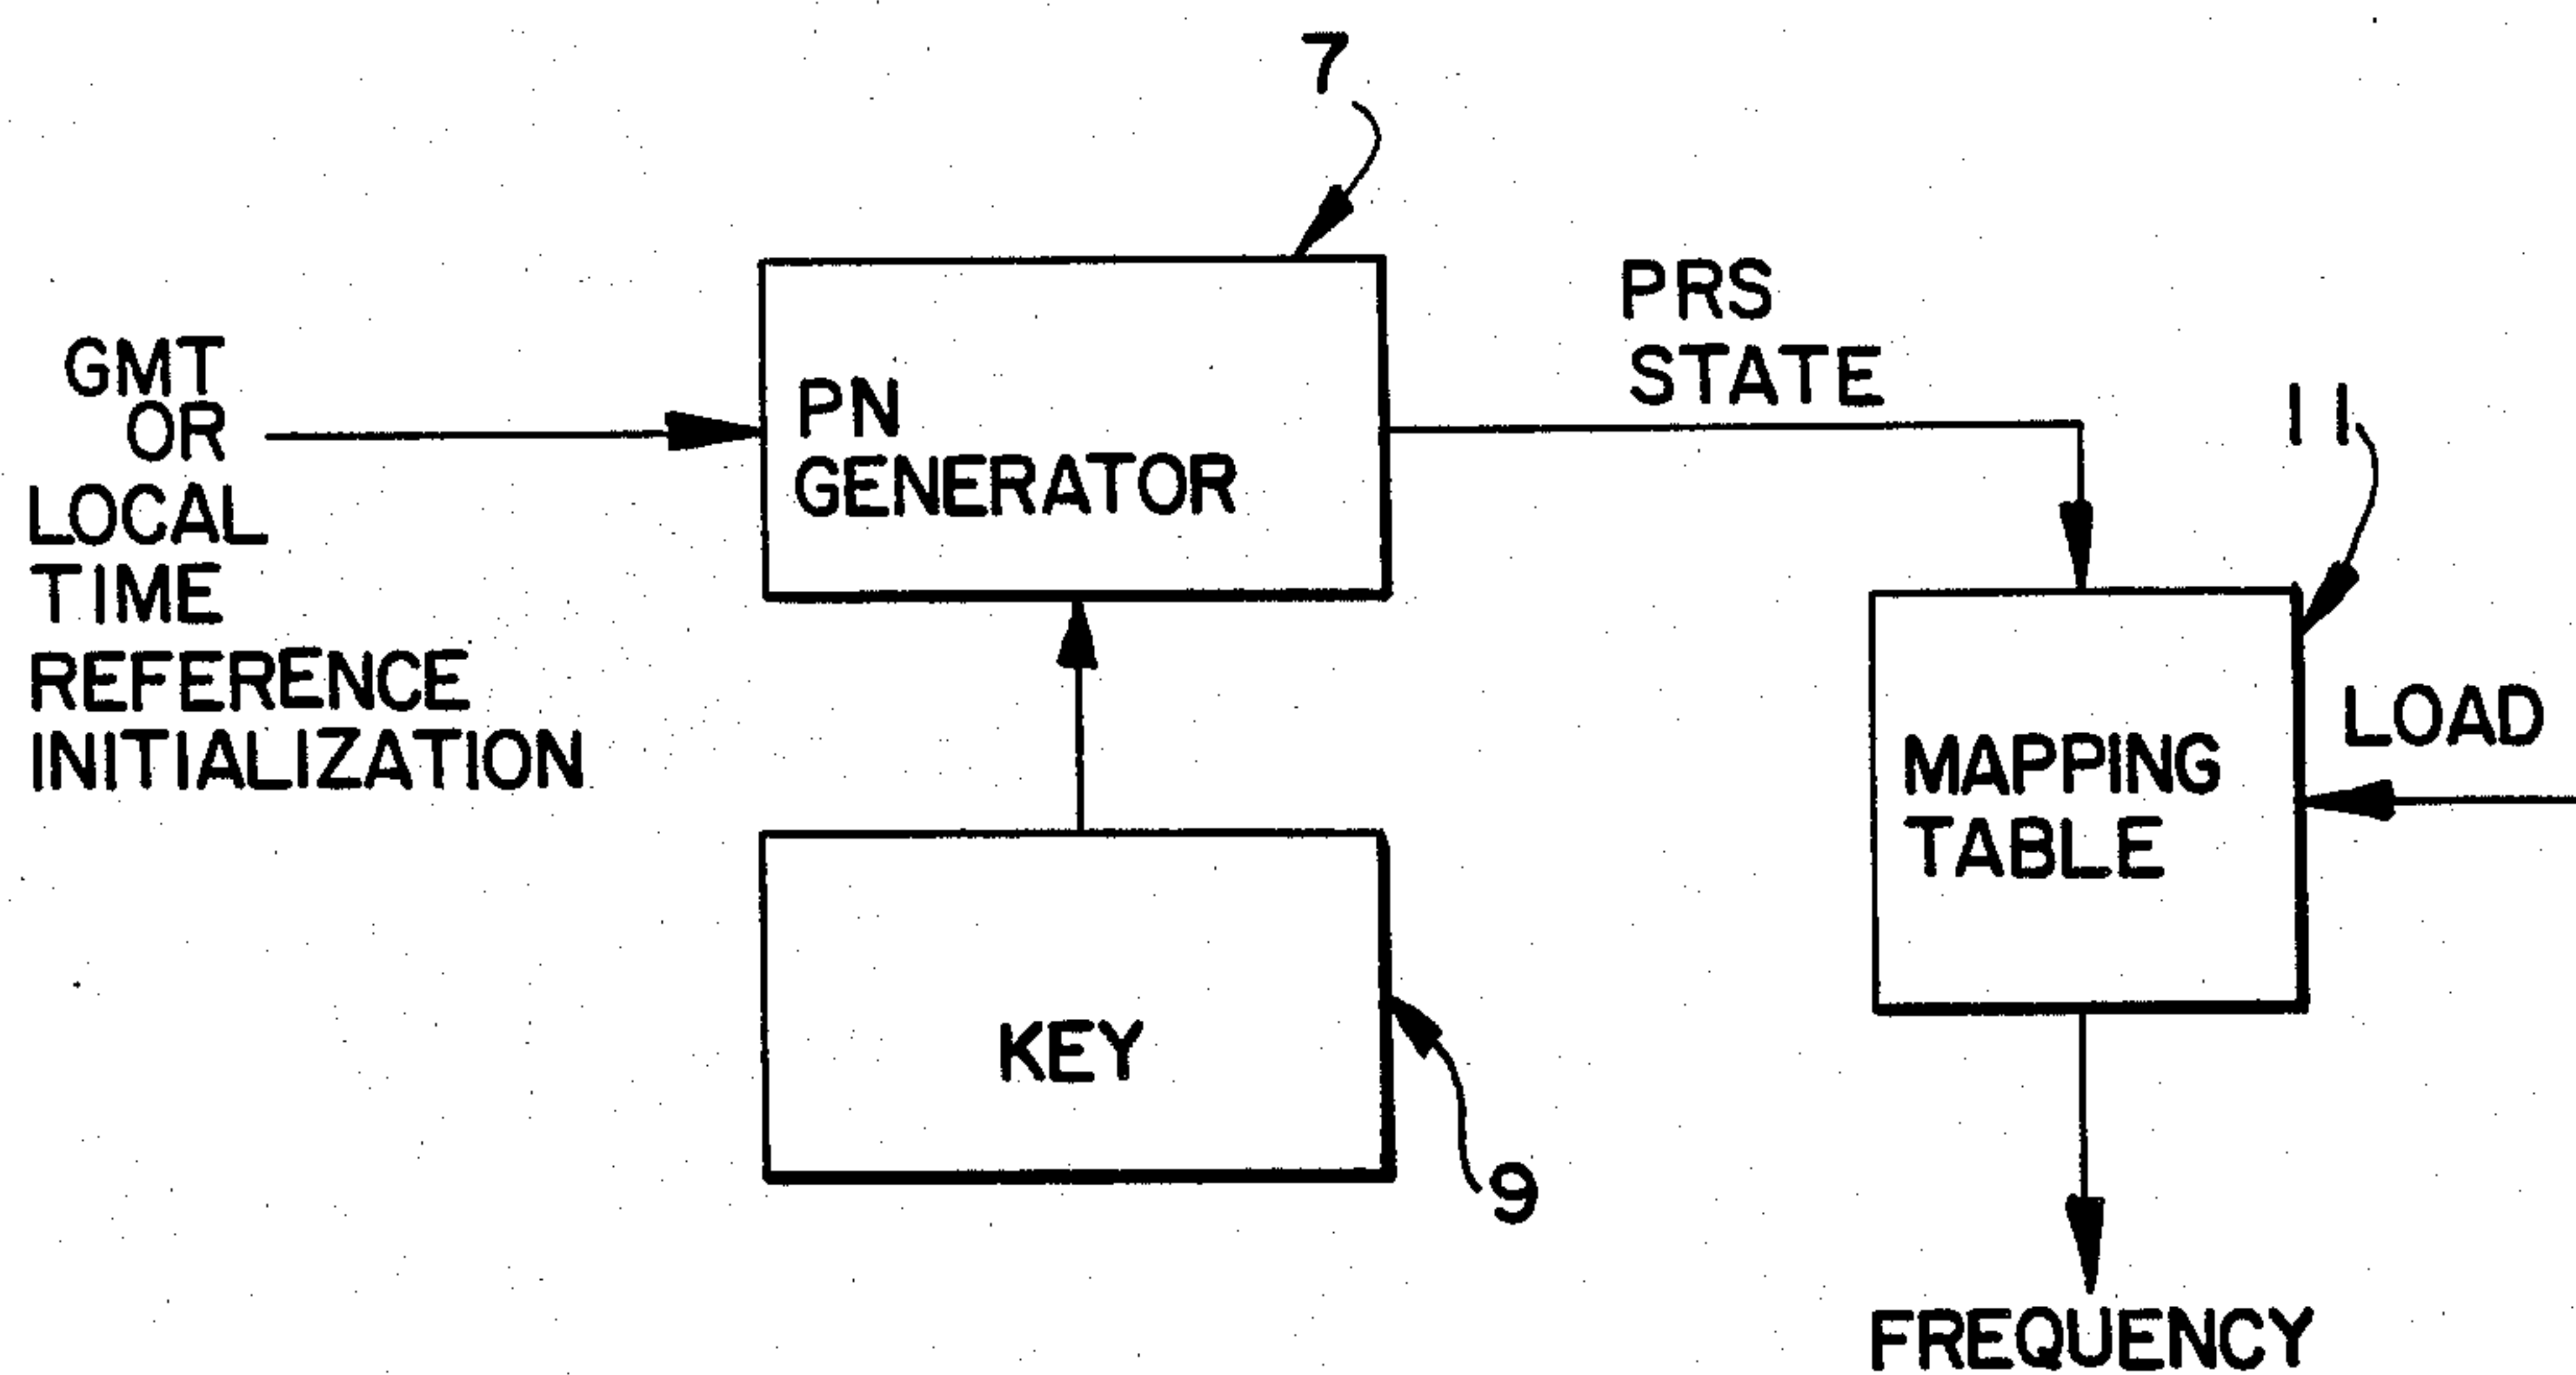 7
GMT
OR
LOCAL
TIME
REFERENCE
INITIALIZATION
PN
GENERATOR
PRS
STATE
11
MAPPING
TABLE
LOAD
KEY
9
FREQUENCY